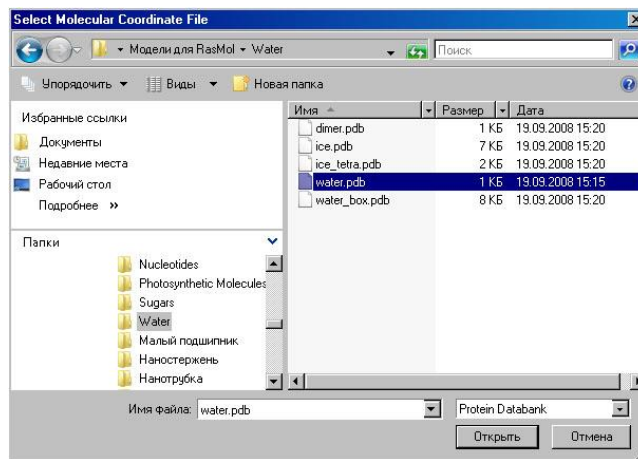 Select Molecular Coordinate File
Модели для RasMol Water
Поиск
Упорядочить Виды Новая папка
Избранные ссылки
Документы
Недавние места
Рабочий стол
Подробнее »
Папки
Nucleotides
Photosynthetic Molecules
Sugars
Water
Малый подшипник
Наностержень
Нанотрубка
Имя Размер Дата
dimer.pdb 1 КБ 19.09.2008 15:20
ice.pdb 7 КБ 19.09.2008 15:20
ice_tetra.pdb 2 КБ 19.09.2008 15:20
water.pdb 1 КБ 19.09.2008 15:15
water_box.pdb 8 КБ 19.09.2008 15:20
Имя файла: water.pdb Protein Databank
Открыть Отмена